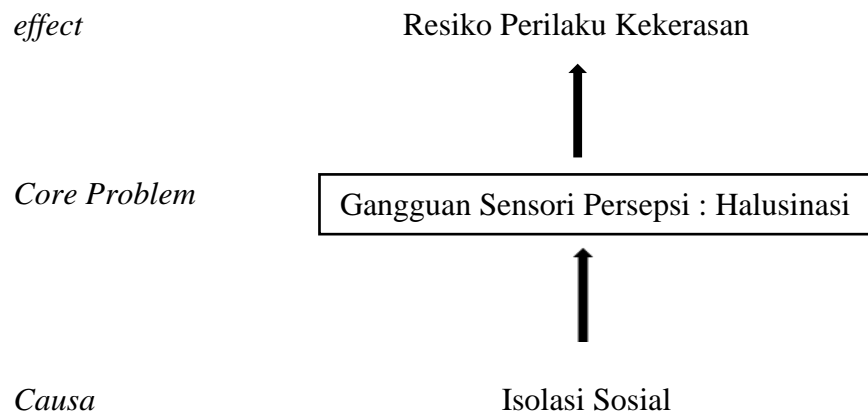 effect Resiko Perilaku Kekerasan
Core Problem Gangguan Sensori Persepsi : Halusinasi
Causa Isolasi Sosial